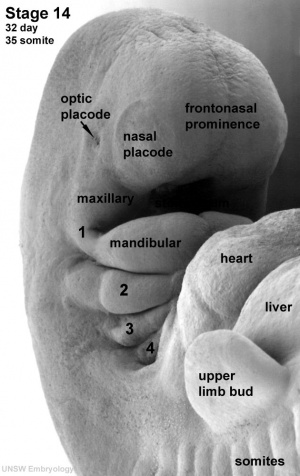 Stage 14
32 day
35 somite
optic
placode
nasal
placode
frontonasal
prominence
maxillary
1
mandibular
2
3
4
heart
liver
upper
limb bud
somites
UNSW Embryology